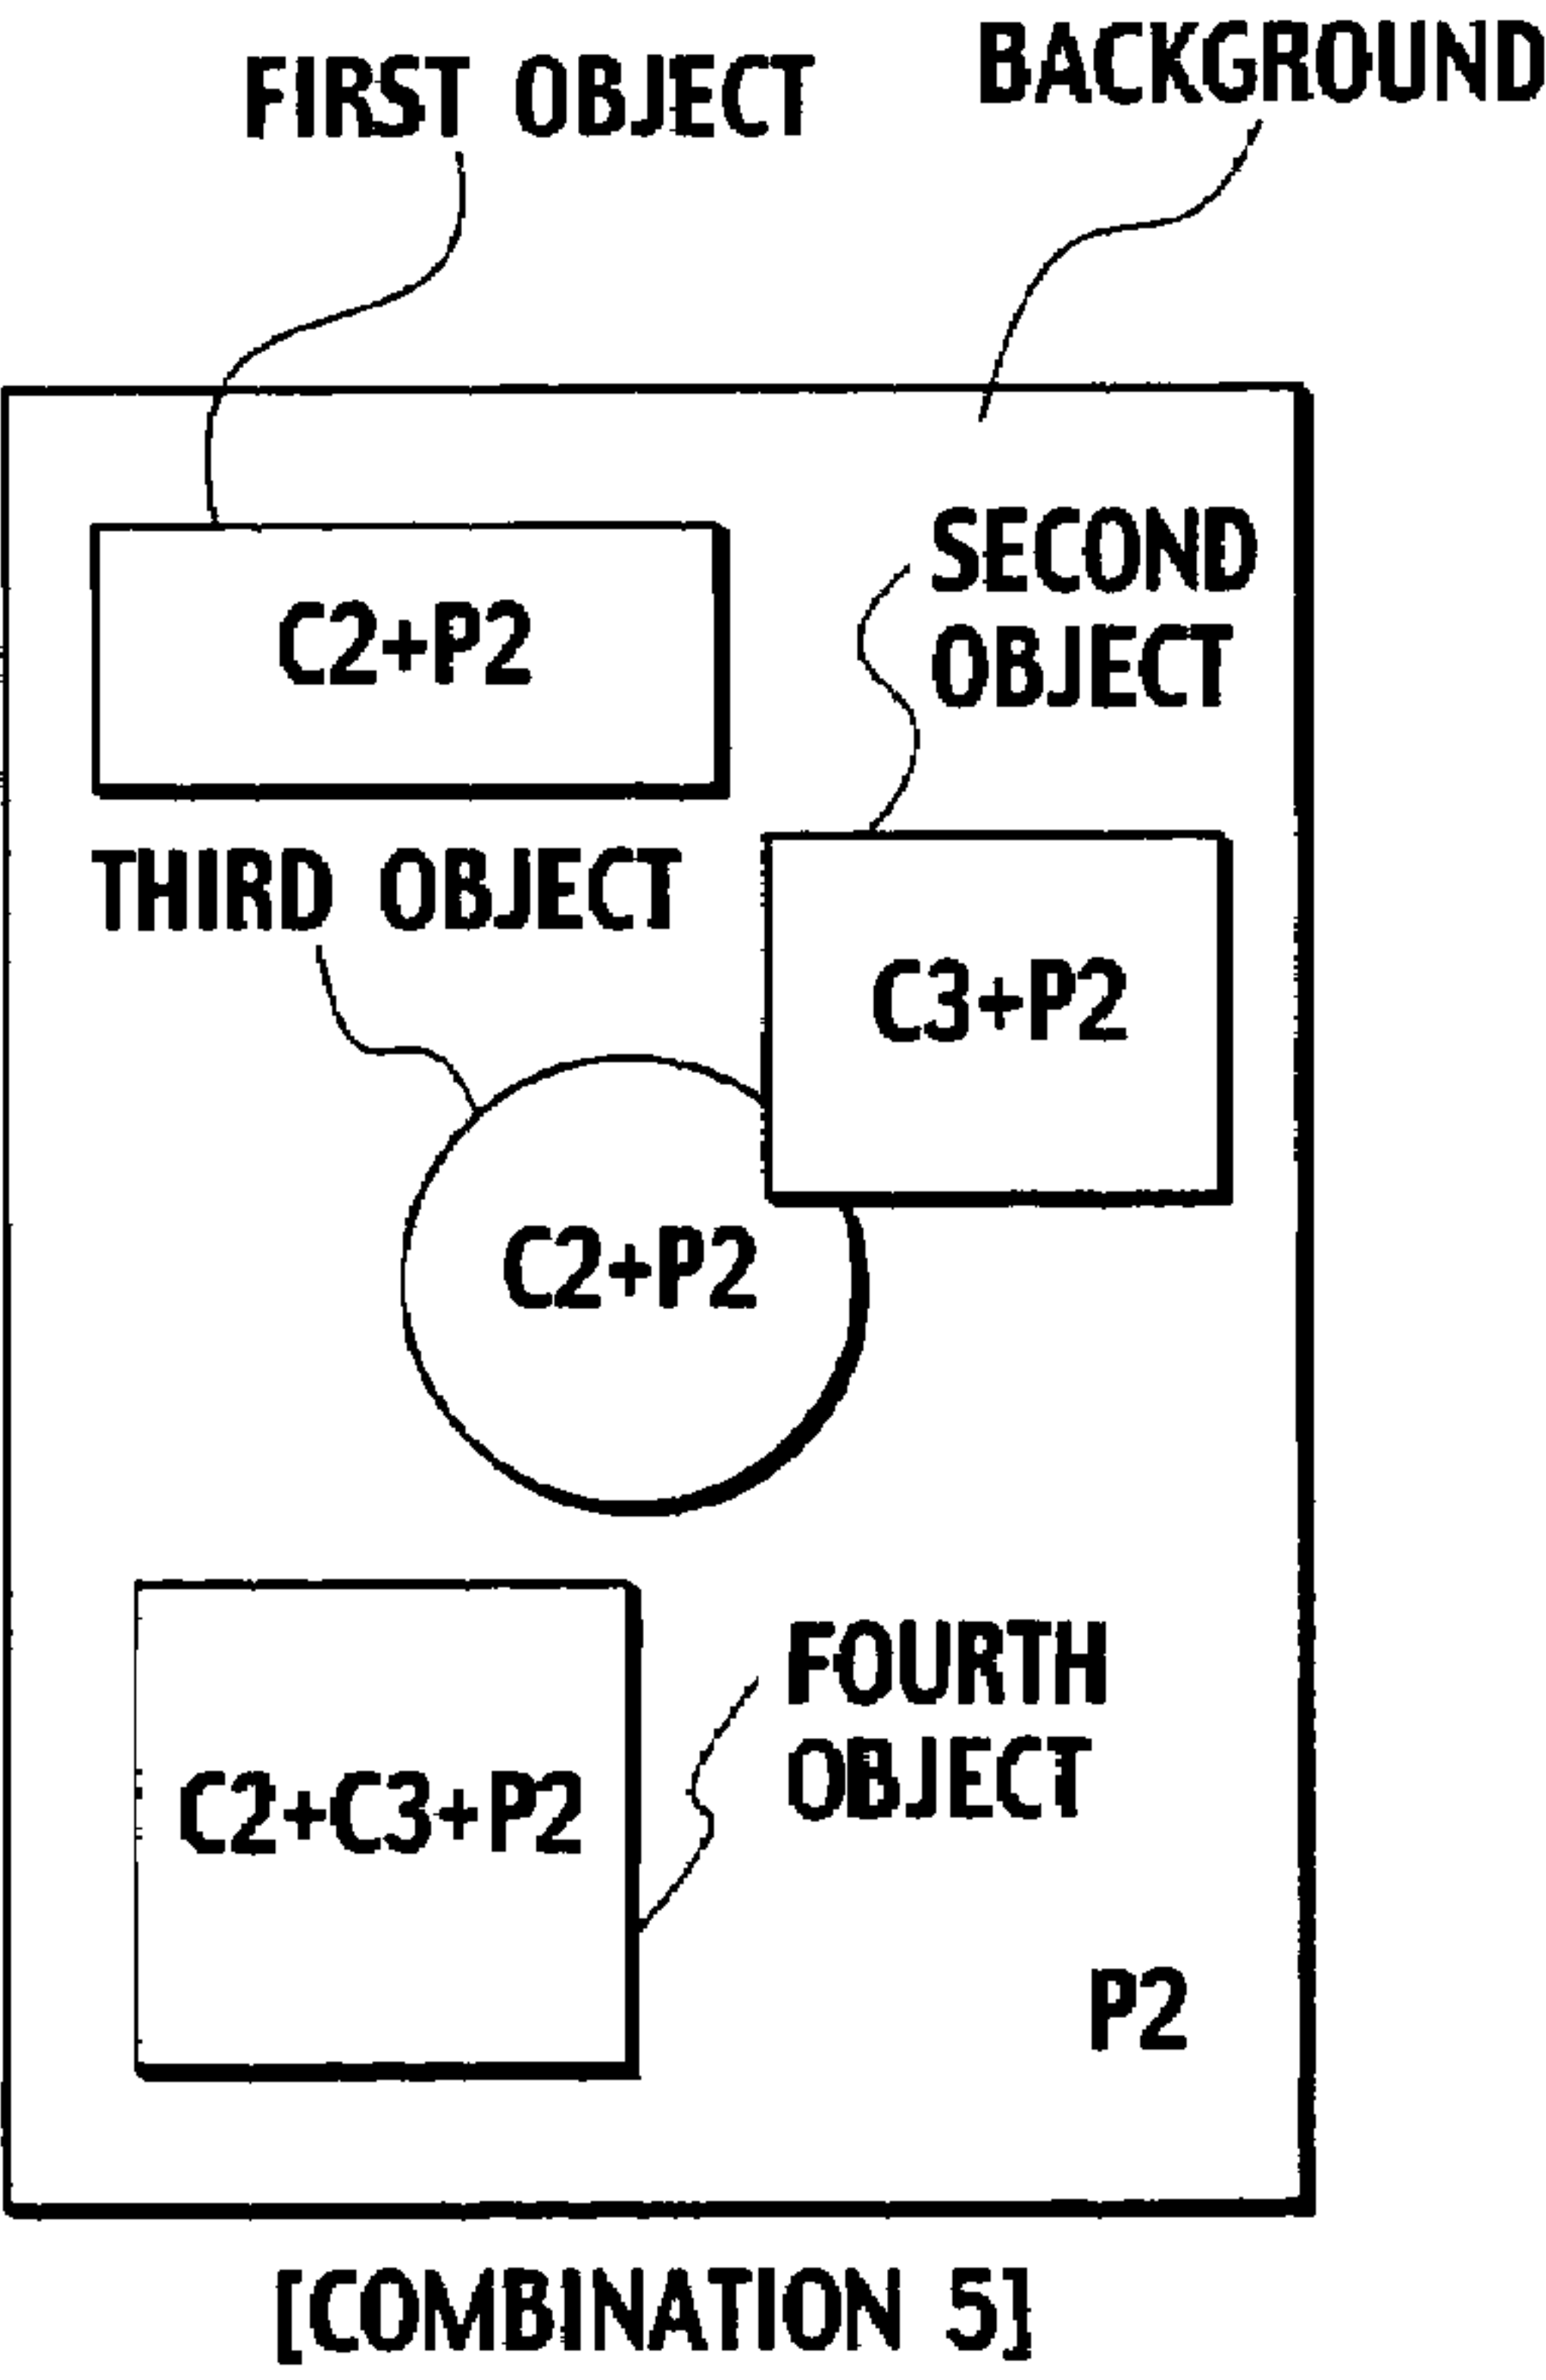 FIRST OBJECT
BACKGROUND
SECOND
OBJECT
C2+P2
THIRD OBJECT
C3+P2
C2+P2
FOURTH
OBJECT
C2+C3+P2
P2
[COMBINATION 5]